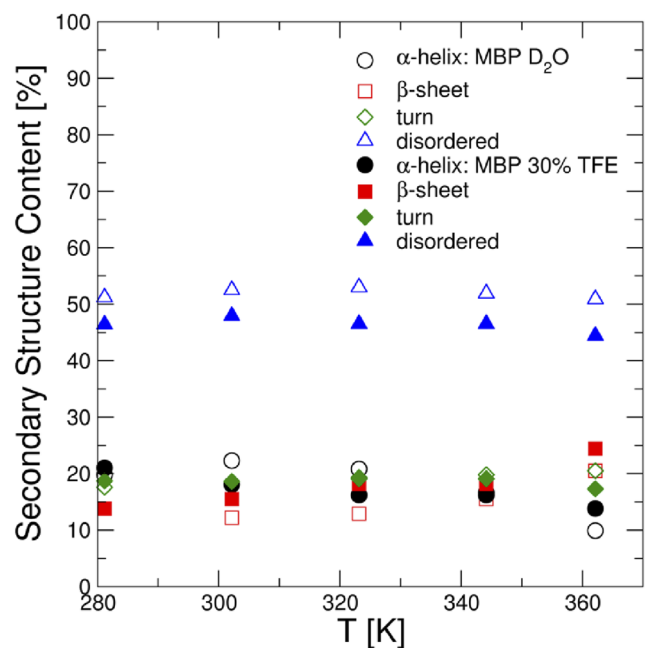 100
90
80
70
60
50
40
30
20
10
0
280
300
320
340
360
Secondary Structure Content [%]
T [K]
α-helix: MBP D₂O
β-sheet
turn
disordered
α-helix: MBP 30% TFE
β-sheet
turn
disordered